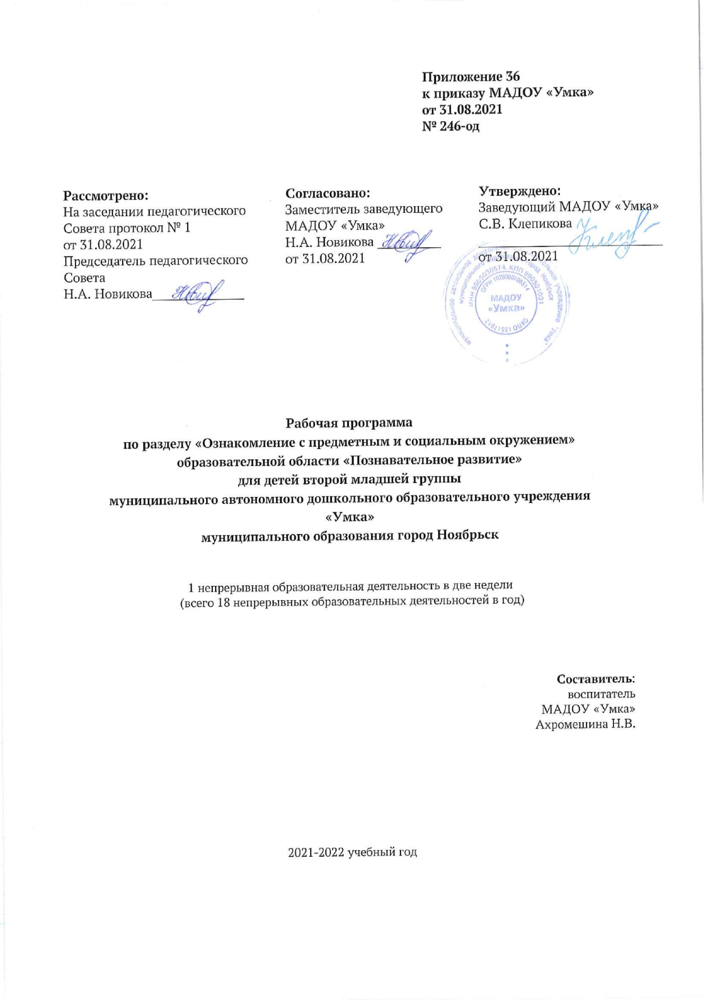 Приложение 36
к приказу МАДОУ «Умка»
от 31.08.2021
№ 246-од
Рассмотрено:
На заседании педагогического
Совета протокол № 1
от 31.08.2021
Председатель педагогического
Совета
Н.А. Новикова
Согласовано:
Заместитель заведующего
МАДОУ «Умка»
Н.А. Новикова
от 31.08.2021
Утверждено:
Заведующий МАДОУ «Умка»
С.В. Клепикова
от 31.08.2021
муниципальное автономное дошкольное образовательное учреждение "Умка"
муниципального образования город Ноябрьск
ИНН 8905030574, КПП 890501001
ОГРН 1028900708814
МАДОУ
«Умка»
ОКПО 13517012
Рабочая программа
по разделу «Ознакомление с предметным и социальным окружением»
образовательной области «Познавательное развитие»
для детей второй младшей группы
муниципального автономного дошкольного образовательного учреждения
«Умка»
муниципального образования город Ноябрьск
1 непрерывная образовательная деятельность в две недели
(всего 18 непрерывных образовательных деятельностей в год)
Составитель:
воспитатель
МАДОУ «Умка»
Ахромешина Н.В.
2021-2022 учебный год